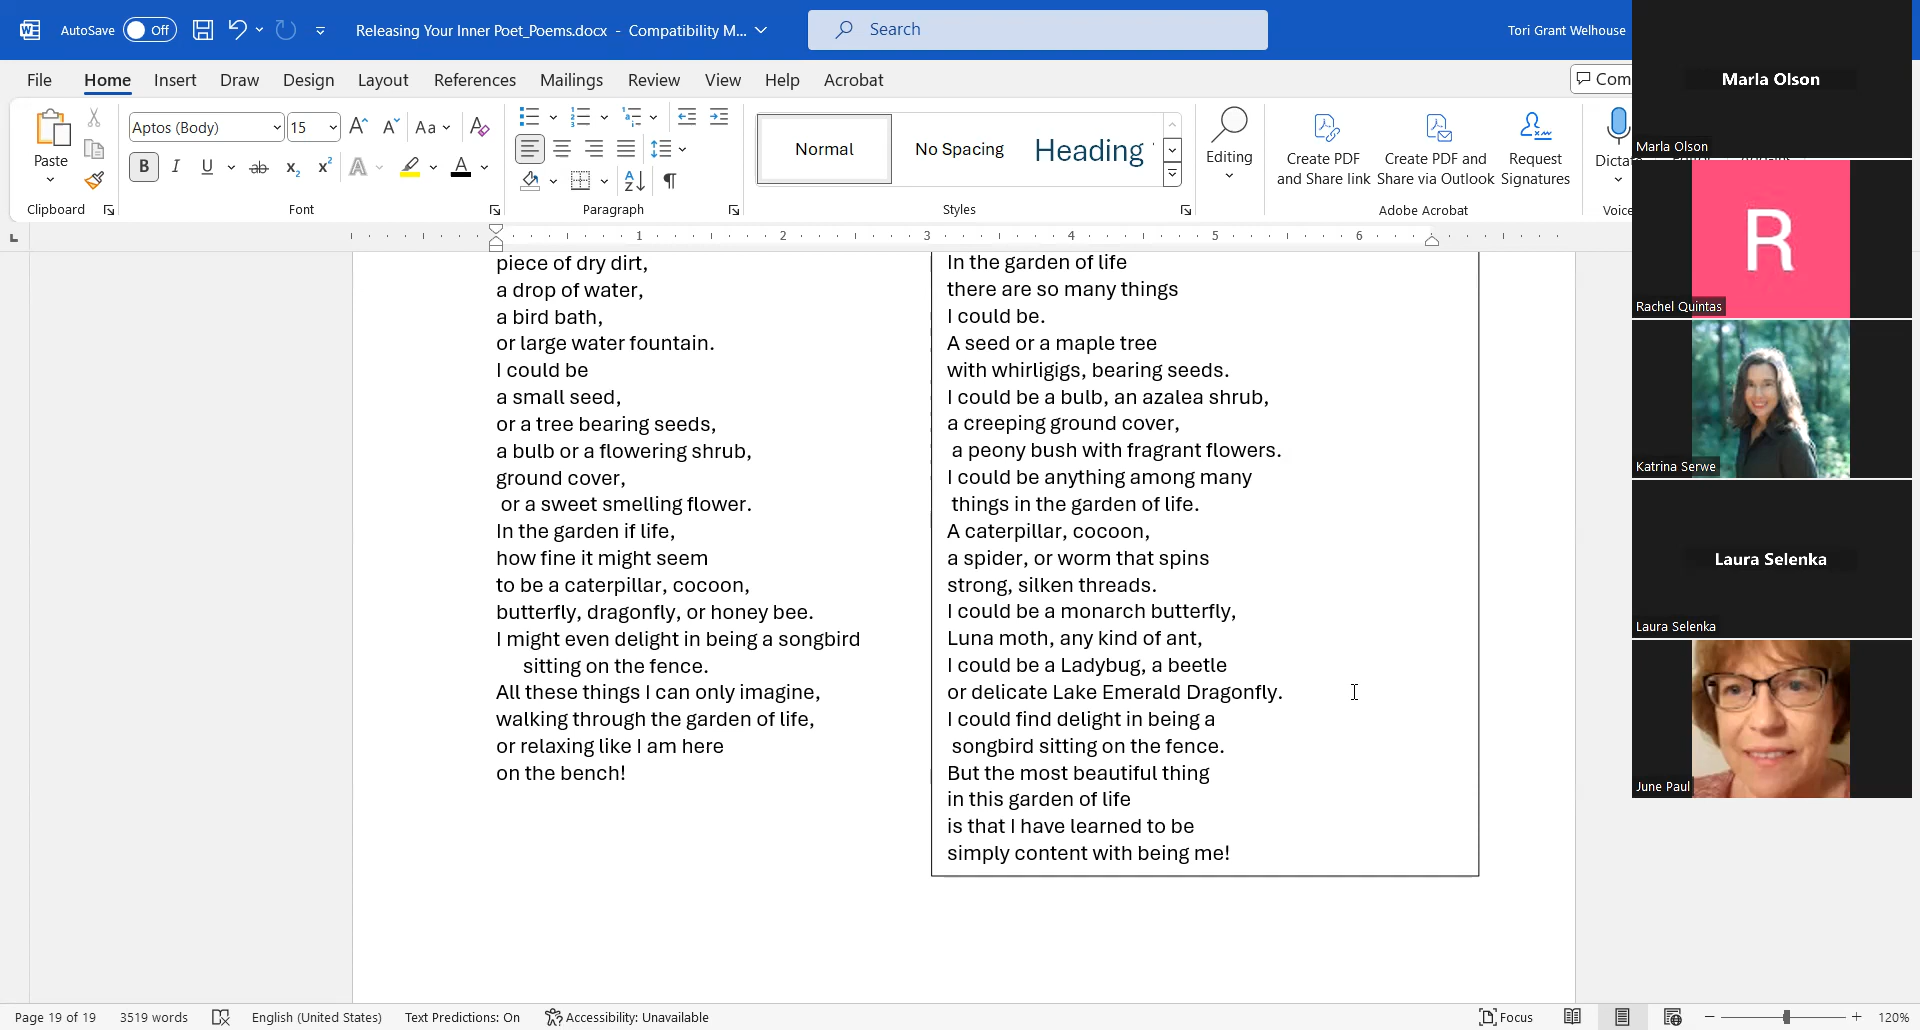 AutoSave Off Releasing Your Inner Poet_Poems.docx - Compatibility M... Search Tori Grant Welhouse
File Home Insert Draw Design Layout References Mailings Review View Help Acrobat Com
Aptos (Body) 15
Paste
Normal No Spacing Heading
Editing
Create PDF and Share link
Create PDF and Share via Outlook
Request Signatures
Clipboard Font Paragraph Styles Adobe Acrobat Voice
1 2 3 4 5 6
piece of dry dirt,
a drop of water,
a bird bath,
or large water fountain.
I could be
a small seed,
or a tree bearing seeds,
a bulb or a flowering shrub,
ground cover,
or a sweet smelling flower.
In the garden if life,
how fine it might seem
to be a caterpillar, cocoon,
butterfly, dragonfly, or honey bee.
I might even delight in being a songbird
sitting on the fence.
All these things I can only imagine,
walking through the garden of life,
or relaxing like I am here
on the bench!
In the garden of life
there are so many things
I could be.
A seed or a maple tree
with whirligigs, bearing seeds.
I could be a bulb, an azalea shrub,
a creeping ground cover,
a peony bush with fragrant flowers.
I could be anything among many
things in the garden of life.
A caterpillar, cocoon,
a spider, or worm that spins
strong, silken threads.
I could be a monarch butterfly,
Luna moth, any kind of ant,
I could be a Ladybug, a beetle
or delicate Lake Emerald Dragonfly.
I could find delight in being a
songbird sitting on the fence.
But the most beautiful thing
in this garden of life
is that I have learned to be
simply content with being me!
Marla Olson
Marla Olson
R
Rachel Quintas
Katrina Serwe
Laura Selenka
Laura Selenka
June Paul
Page 19 of 19 3519 words English (United States) Text Predictions: On Accessibility: Unavailable Focus 120%